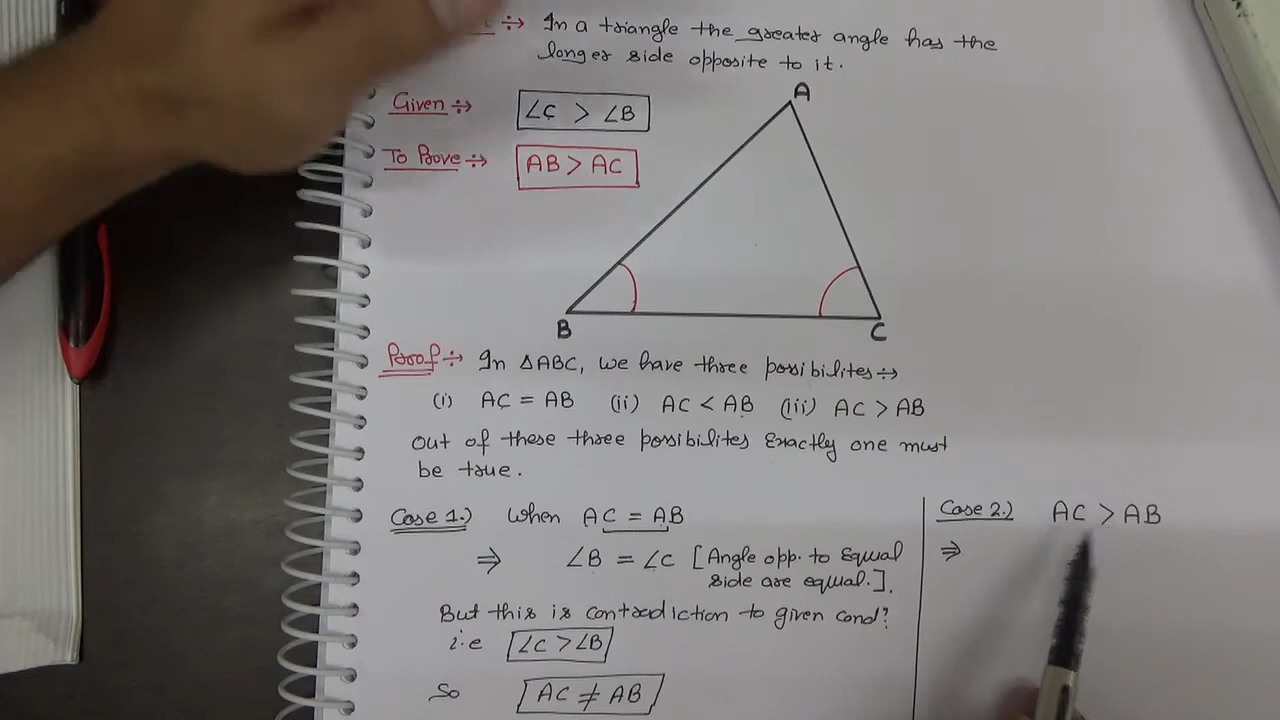 In a triangle the greater angle has the
longer side opposite to it.
Given ÷> ∠C > ∠B
To Prove ÷> AB > AC
A
B
C
Proof ÷> In ΔABC, we have three possibilites ÷>
(i) AC = AB (ii) AC < AB (iii) AC > AB
out of these three possibilites Exactly one must
be true.
Case 1.) When AC = AB
⇒ ∠B = ∠C [Angle opp. to Equal
side are equal.].
But this is contradiction to given cond?
i.e ∠C > ∠B
So AC ≠ AB
Case 2.) AC > AB
⇒